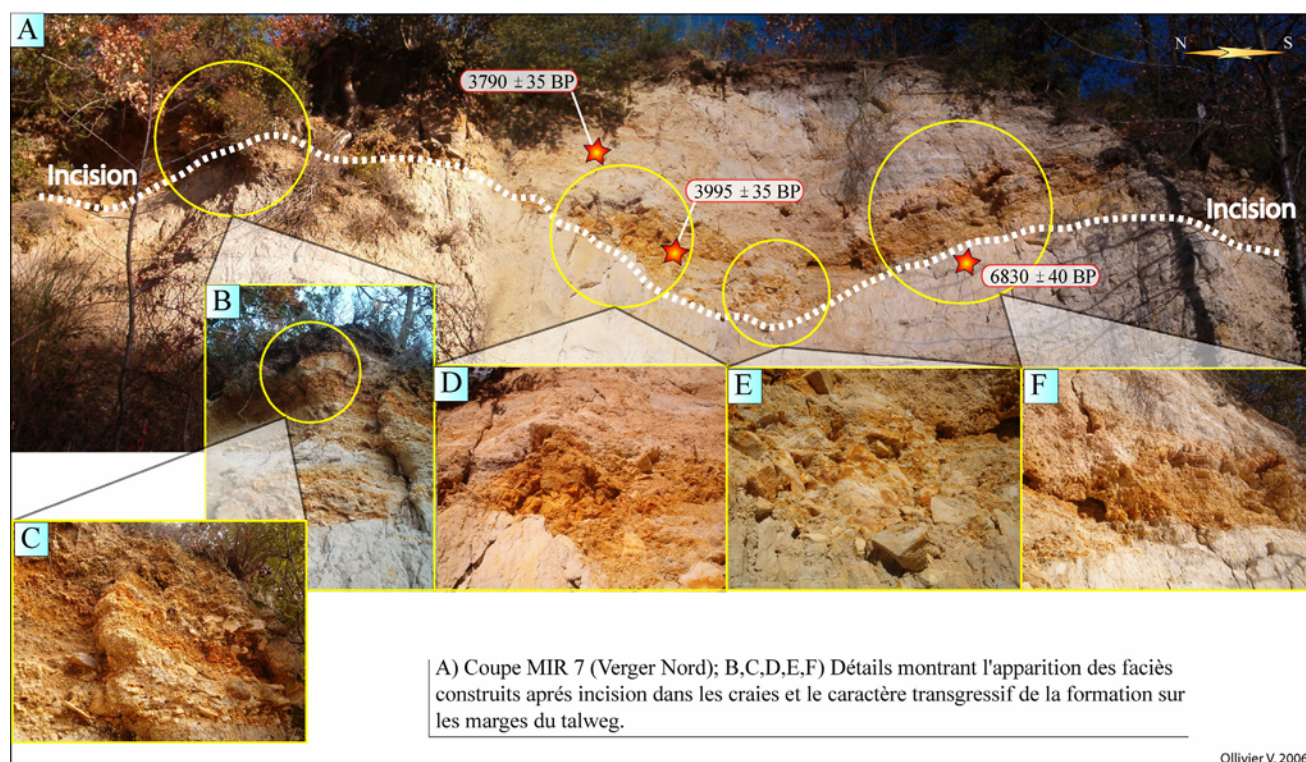 A
N S
3790 ± 35 BP
Incision
3995 ± 35 BP
Incision
6830 ± 40 BP
B
D
E
F
C
A) Coupe MIR 7 (Verger Nord); B,C,D,E,F) Détails montrant l'apparition des faciès
construits aprés incision dans les craies et le caractère transgressif de la formation sur
les marges du talweg.
Ollivier V. 2006